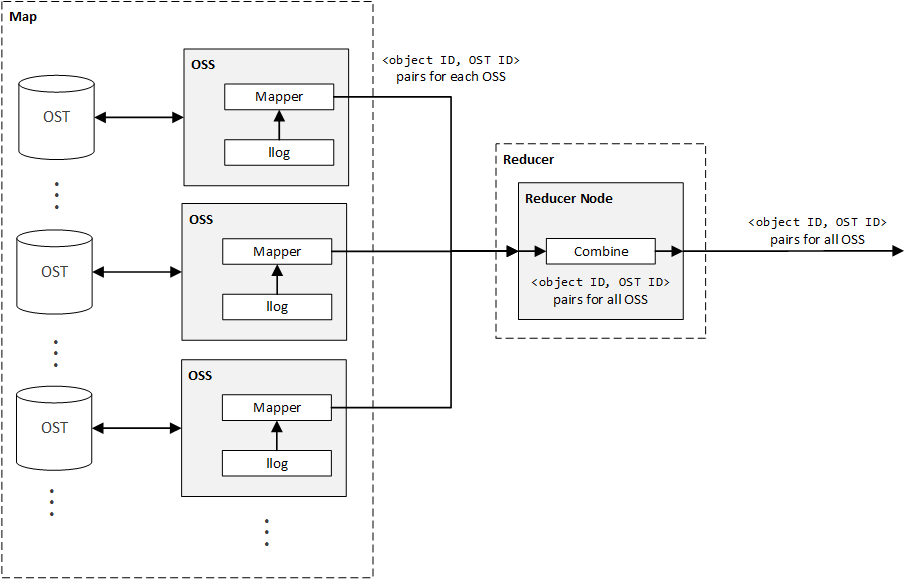 Map
OSS
<object ID, OST ID>
pairs for each OSS
Mapper
OST
llog
Reducer
Reducer Node
OSS
<object ID, OST ID>
pairs for all OSS
Mapper
Combine
OST
<object ID, OST ID>
pairs for all OSS
llog
OSS
Mapper
OST
llog